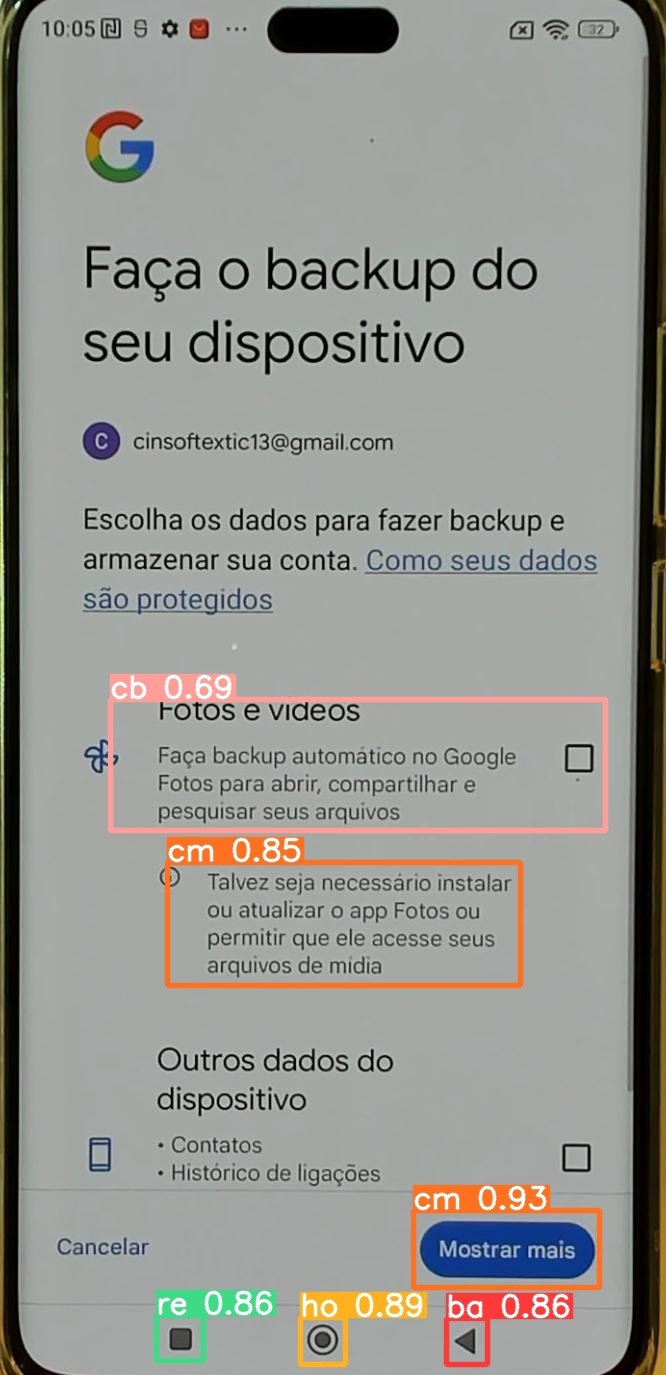 10:05
32
Faça o backup do
seu dispositivo
C cinsoftextic13@gmail.com
Escolha os dados para fazer backup e
armazenar sua conta. Como seus dados
são protegidos
cb 0.69
Fotos e vídeos
Faça backup automático no Google
Fotos para abrir, compartilhar e
pesquisar seus arquivos
cm 0.85
Talvez seja necessário instalar
ou atualizar o app Fotos ou
permitir que ele acesse seus
arquivos de mídia
Outros dados do
dispositivo
• Contatos
• Histórico de ligações
cm 0.93
Cancelar
Mostrar mais
re 0.86
ho 0.89
ba 0.86